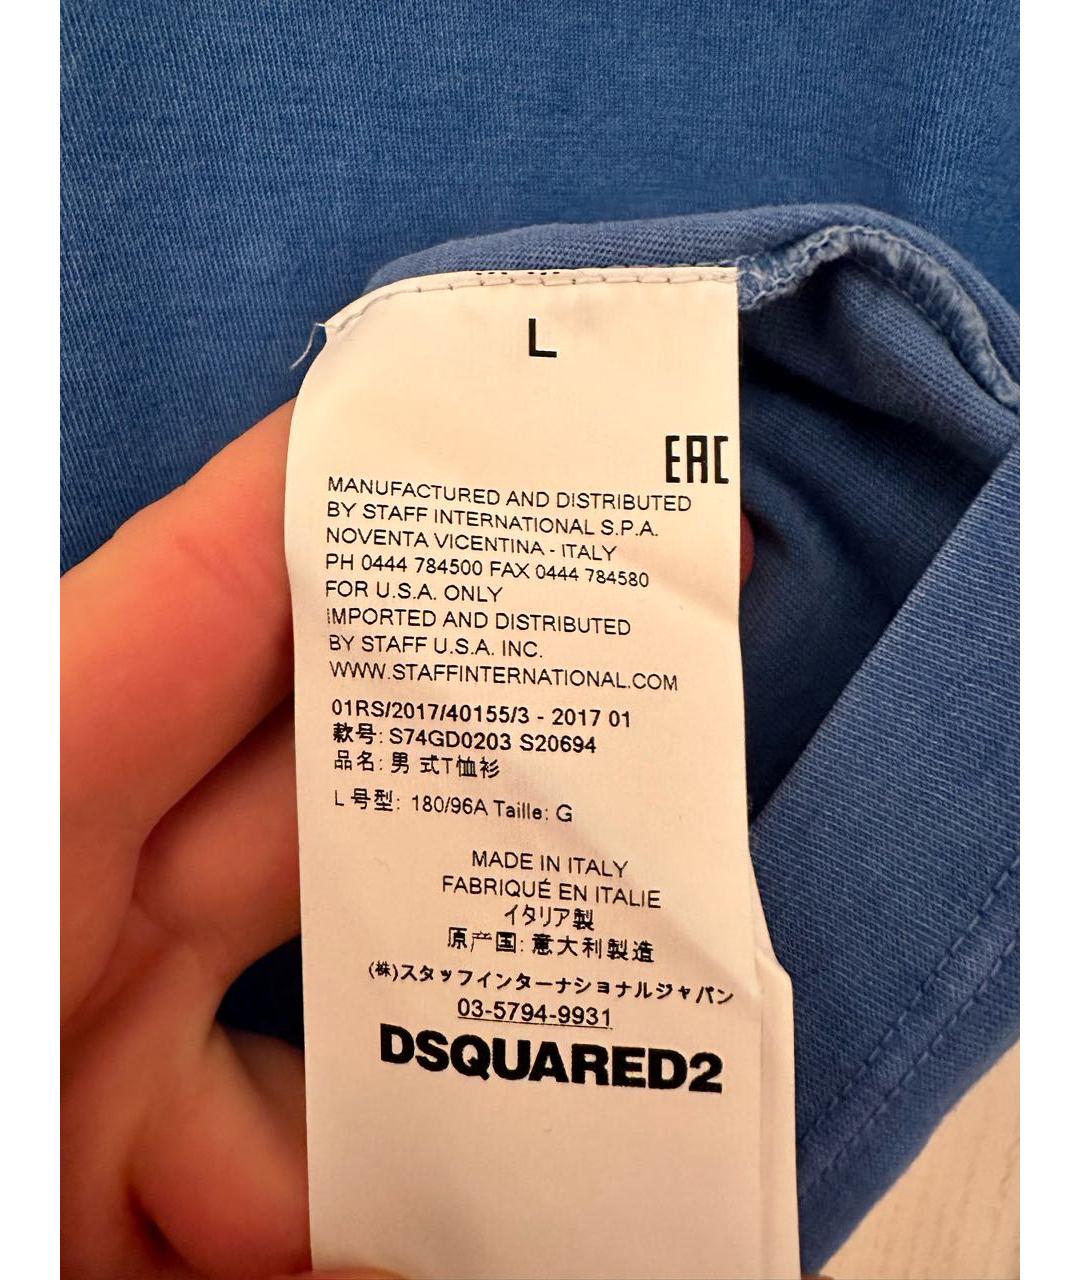 L
EAC
MANUFACTURED AND DISTRIBUTED
BY STAFF INTERNATIONAL S.P.A.
NOVENTA VICENTINA - ITALY
PH 0444 784500 FAX 0444 784580
FOR U.S.A. ONLY
IMPORTED AND DISTRIBUTED
BY STAFF U.S.A. INC.
WWW.STAFFINTERNATIONAL.COM
01RS/2017/40155/3 - 2017 01
款号: S74GD0203 S20694
品名: 男 式T恤衫
L 号型: 180/96A Taille: G
MADE IN ITALY
FABRIQUÉ EN ITALIE
イタリア製
原产国: 意大利製造
(株)スタッフインターナショナルジャパン
03-5794-9931
DSQUARED2